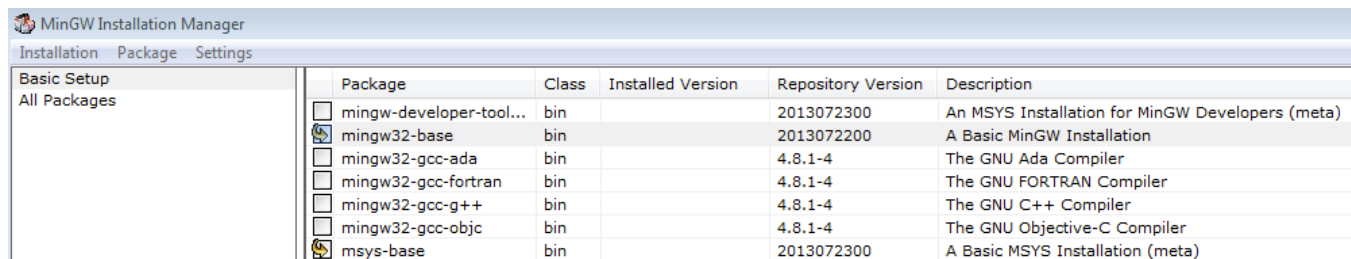 MinGW Installation Manager
Installation Package Settings
Basic Setup
All Packages
Package Class Installed Version Repository Version Description
mingw-developer-tool... bin 2013072300 An MSYS Installation for MinGW Developers (meta)
mingw32-base bin 2013072200 A Basic MinGW Installation
mingw32-gcc-ada bin 4.8.1-4 The GNU Ada Compiler
mingw32-gcc-fortran bin 4.8.1-4 The GNU FORTRAN Compiler
mingw32-gcc-g++ bin 4.8.1-4 The GNU C++ Compiler
mingw32-gcc-objc bin 4.8.1-4 The GNU Objective-C Compiler
msys-base bin 2013072300 A Basic MSYS Installation (meta)